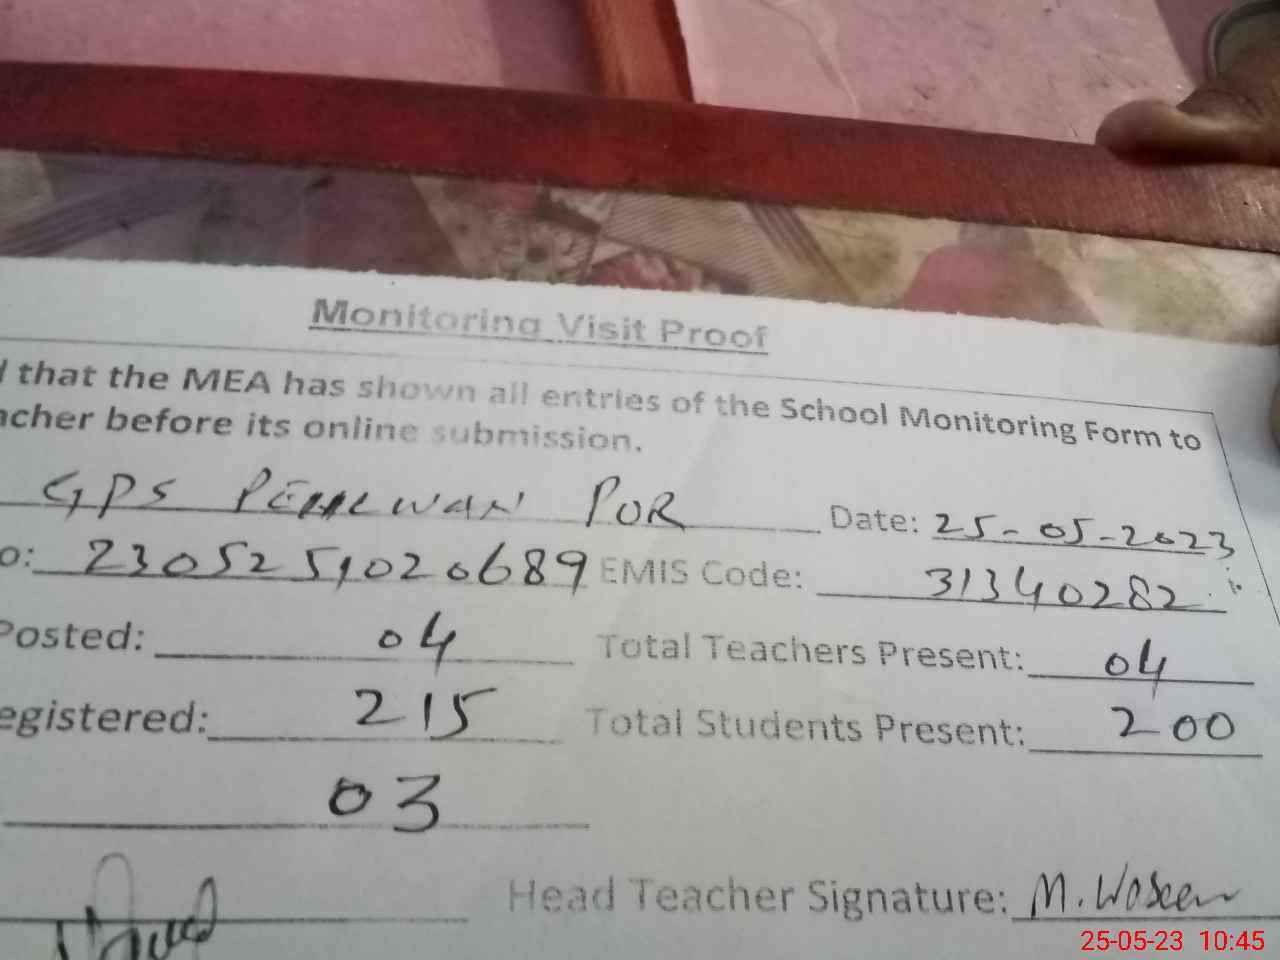 Monitoring Visit Proof
that the MEA has shown all entries of the School Monitoring Form to
acher before its online submission.
GPS PEHLWAN POR Date: 25-05-2023
o: 2305251020689 EMIS Code: 31340282
Posted: 04 Total Teachers Present: 04
egistered: 215 Total Students Present: 200
03
Head Teacher Signature: M. Waseem
25-05-23 10:45